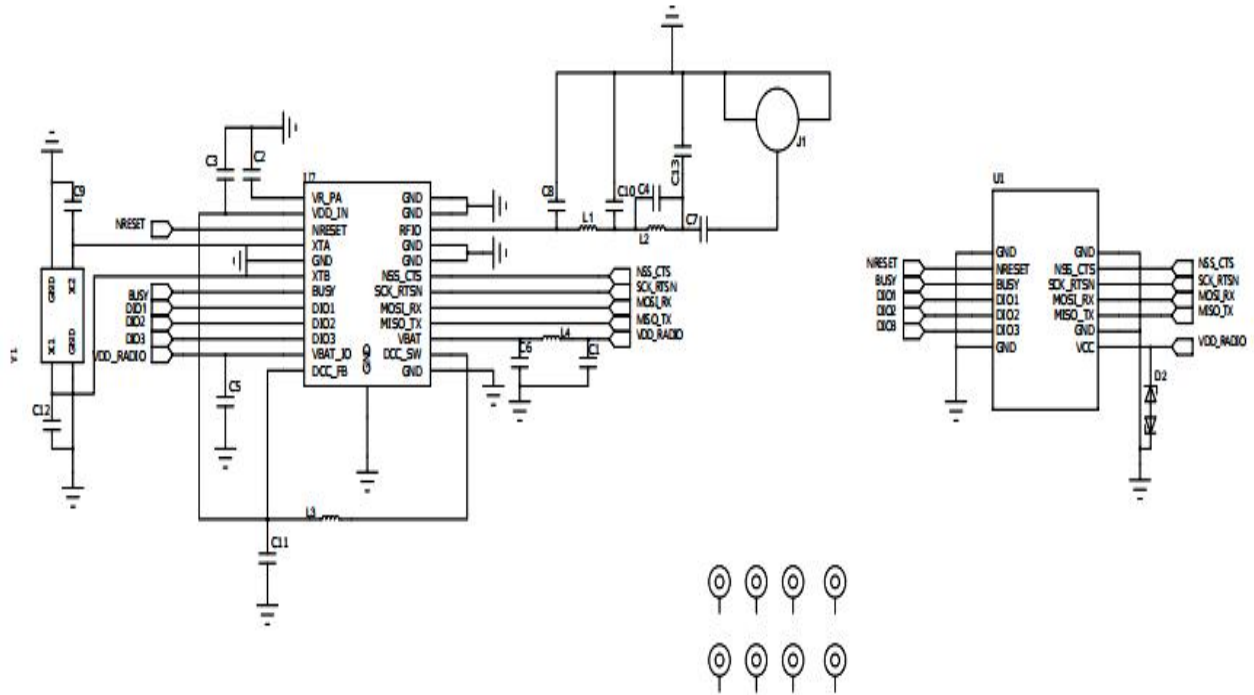 J1
C3
C2
C13
U?
C9
C8
C10
C4
C7
L1
L2
NRESET
VR_PA
VDD_IN
NRESET
XTA
GND
XTB
BUSY
DIO1
DIO2
DIO3
VBAT_IO
DCC_FB
GND
GND
GND
RFIO
GND
GND
NSS_CTS
SCK_RTSN
MOSI_RX
MISO_TX
VBAT
DCC_SW
GND
BUSY
DIO1
DIO2
DIO3
VDD_RADIO
NSS_CTS
SCK_RTSN
MOSI_RX
MISO_TX
VDD_RADIO
L4
C6
C1
GND
X2
X1
GND
Y1
C12
C5
L3
C11
U1
NRESET
BUSY
DIO1
DIO2
DIO3
GND
NRESET
BUSY
DIO1
DIO2
DIO3
GND
GND
NSS_CTS
SCK_RTSN
MOSI_RX
MISO_TX
GND
VCC
NSS_CTS
SCK_RTSN
MOSI_RX
MISO_TX
VDD_RADIO
D2